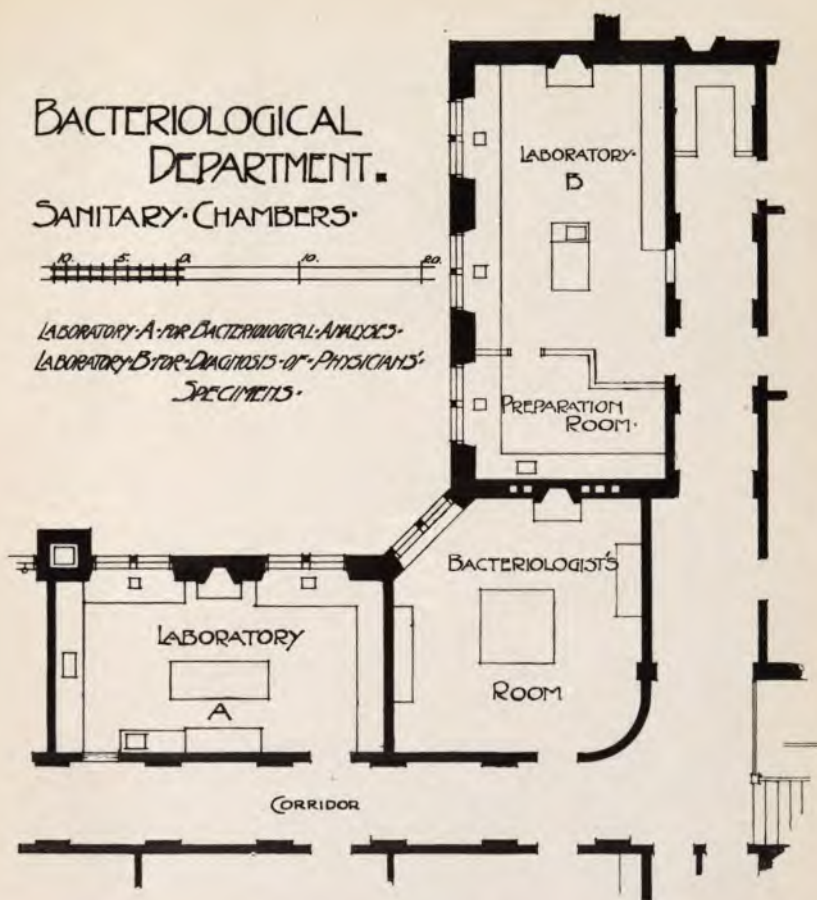 BACTERIOLOGICAL
DEPARTMENT.
SANITARY·CHAMBERS·
10. 5. 0. 10. 20.
LABORATORY·A·FOR·BACTERIOLOGICAL·ANALYSES·
LABORATORY·B·FOR·DIAGNOSIS·OF·PHYSICIANS'·
SPECIMENS·
LABORATORY·
B
PREPARATION
ROOM·
BACTERIOLOGIST'S
ROOM
LABORATORY
A
CORRIDOR